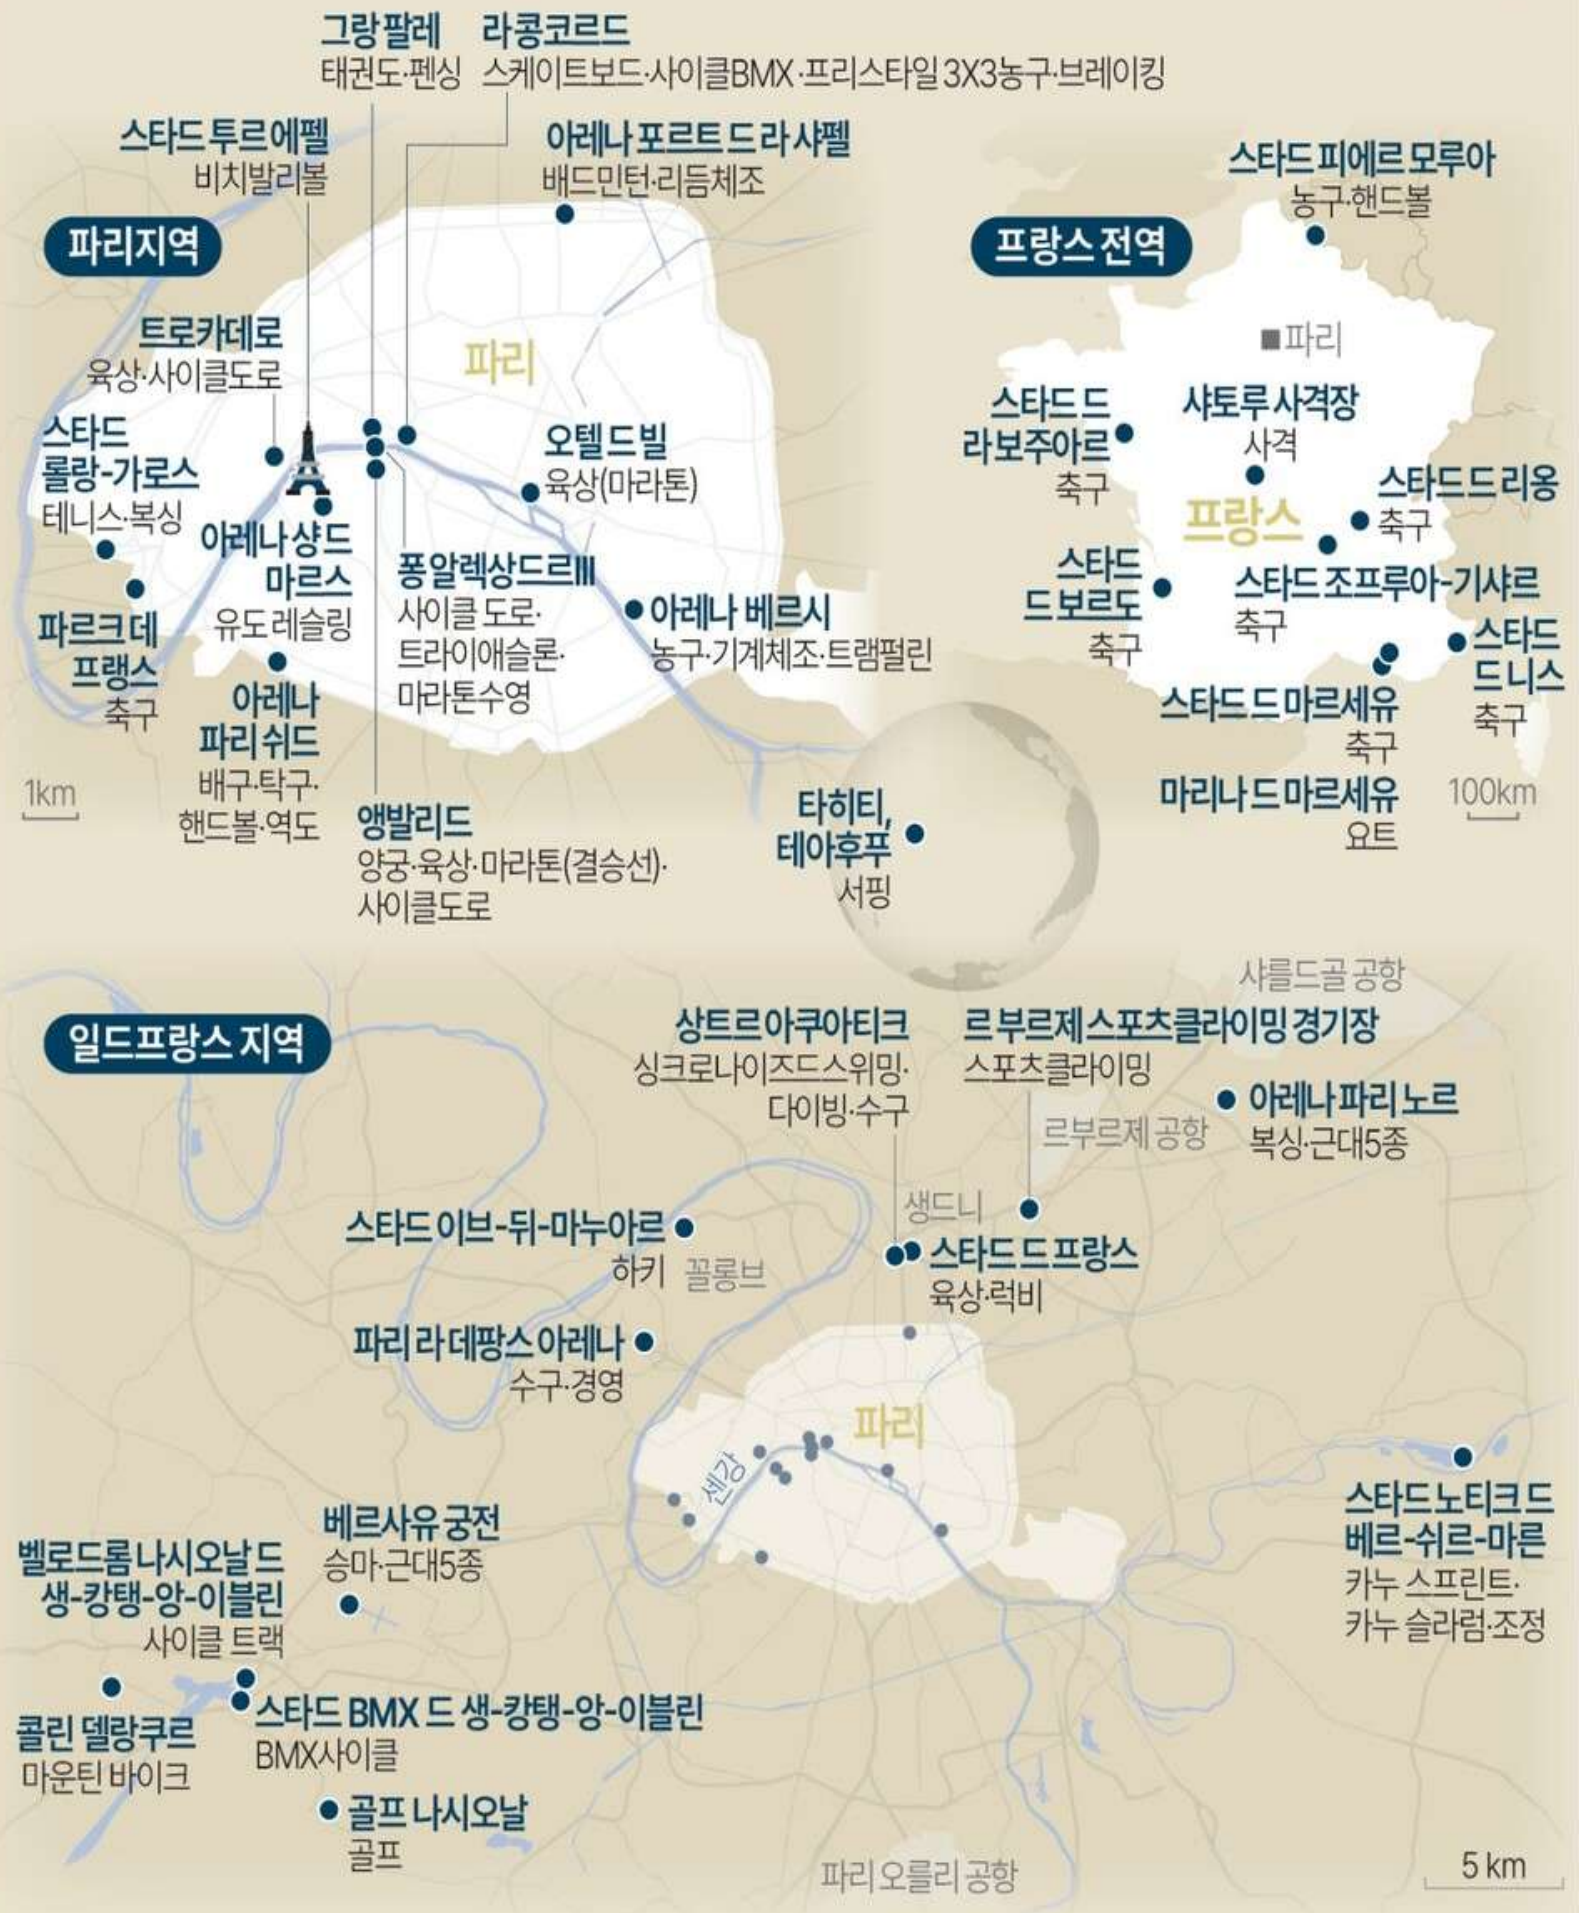 그랑 팔레
태권도·펜싱
라 콩코르드
스케이트보드·사이클BMX·프리스타일 3X3농구·브레이킹
스타드 투르 에펠
비치발리볼
아레나 포르트 드 라 샤펠
배드민턴·리듬체조
파리지역
트로카데로
육상·사이클도로
파리
스타드
롤랑-가로스
테니스·복싱
아레나 샹 드
마르스
유도 레슬링
오텔 드 빌
육상(마라톤)
퐁 알렉상드르Ⅲ
사이클 도로·
트라이애슬론·
마라톤수영
아레나 베르시
농구·기계체조·트램펄린
파르크 데
프랭스
축구
아레나
파리 쉬드
배구·탁구·
핸드볼·역도
앵발리드
양궁·육상·마라톤(결승선)·
사이클도로
1km
스타드 피에르 모루아
농구·핸드볼
프랑스 전역
파리
스타드 드
라 보주아르
축구
샤토루 사격장
사격
프랑스
스타드 드 리옹
축구
스타드 조프루아-기샤르
축구
스타드
드 보르도
축구
스타드
드 니스
축구
스타드 드 마르세유
축구
마리나 드 마르세유
요트
100km
타히티,
테아후푸
서핑
일드프랑스 지역
샤를드골 공항
상트르 아쿠아티크
싱크로나이즈드스위밍·
다이빙·수구
르 부르제 스포츠클라이밍 경기장
스포츠클라이밍
르부르제 공항
아레나 파리 노르
복싱·근대5종
스타드 이브-뒤-마누아르
하키
꼴롱브
생드니
스타드 드 프랑스
육상·럭비
파리 라 데팡스 아레나
수구·경영
파리
센강
스타드 노티크 드
베르-쉬르-마른
카누 스프린트·
카누 슬라럼·조정
베르사유 궁전
승마·근대5종
벨로드롬 나시오날 드
생-캉탱-앙-이블린
사이클 트랙
콜린 델랑쿠르
마운틴 바이크
스타드 BMX 드 생-캉탱-앙-이블린
BMX사이클
골프 나시오날
골프
파리 오를리 공항
5 km